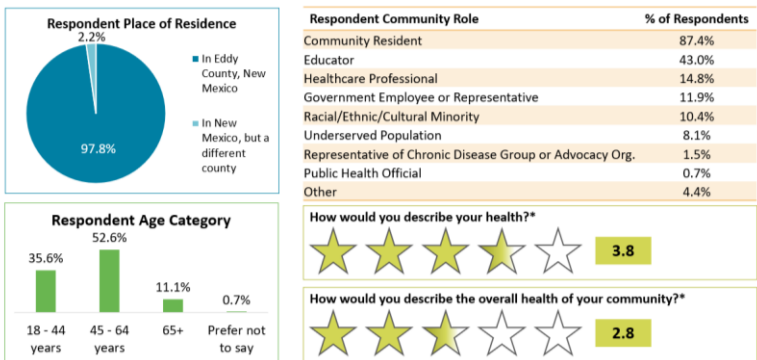 Respondent Place of Residence
2.2%
97.8%
In Eddy
County, New
Mexico
In New
Mexico, but a
different
county
Respondent Community Role % of Respondents
Community Resident 87.4%
Educator 43.0%
Healthcare Professional 14.8%
Government Employee or Representative 11.9%
Racial/Ethnic/Cultural Minority 10.4%
Underserved Population 8.1%
Representative of Chronic Disease Group or Advocacy Org. 1.5%
Public Health Official 0.7%
Other 4.4%
Respondent Age Category
35.6%
52.6%
11.1%
0.7%
18 - 44 45 - 64 65+ Prefer not
years years to say
How would you describe your health?*
3.8
How would you describe the overall health of your community?*
2.8